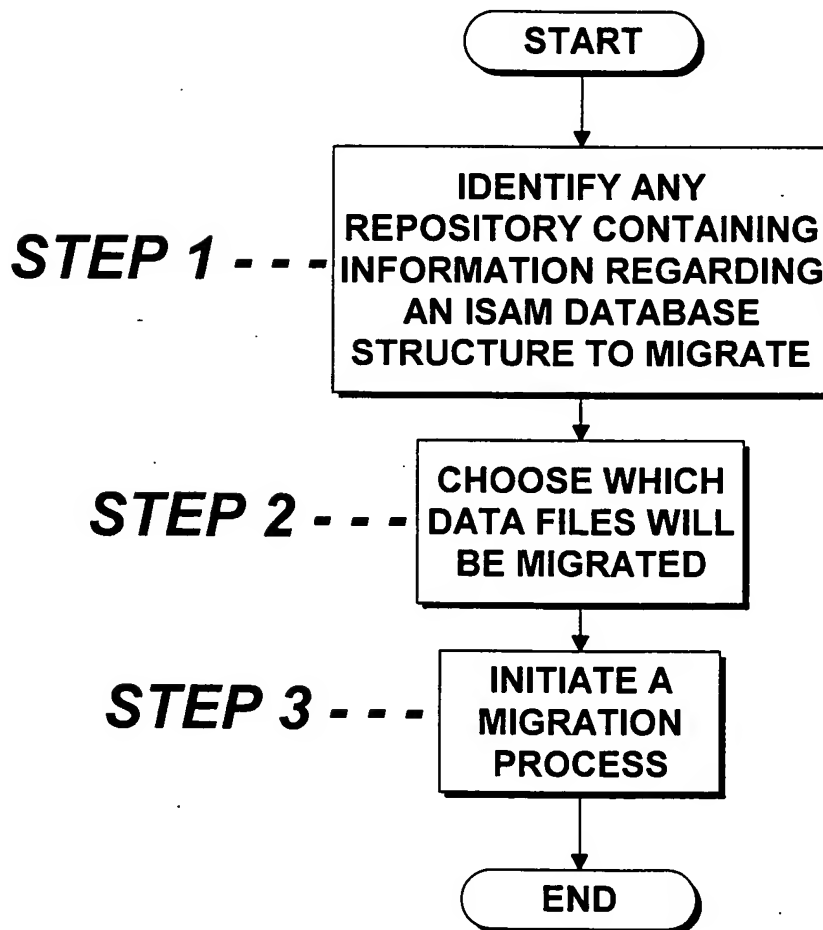 START
IDENTIFY ANY
REPOSITORY CONTAINING
STEP 1 - - - INFORMATION REGARDING
AN ISAM DATABASE
STRUCTURE TO MIGRATE
CHOOSE WHICH
STEP 2 - - - DATA FILES WILL
BE MIGRATED
INITIATE A
STEP 3 - - - MIGRATION
PROCESS
END